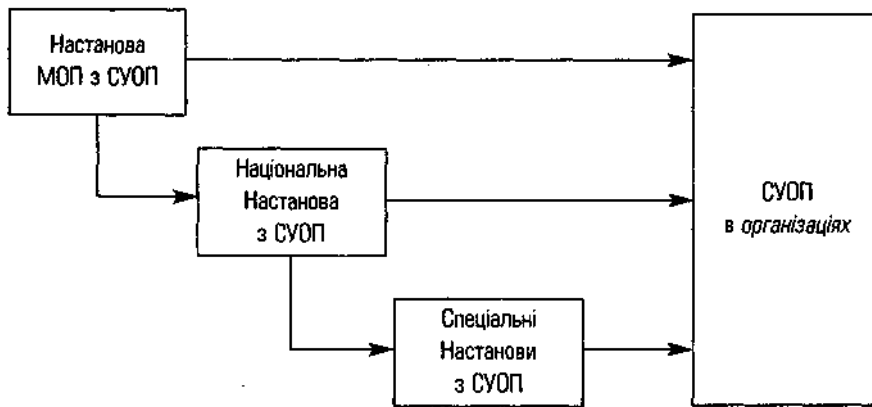 Настанова
МОП з СУОП
Національна
Настанова
з СУОП
СУОП
в організаціях
Спеціальні
Настанови
з СУОП